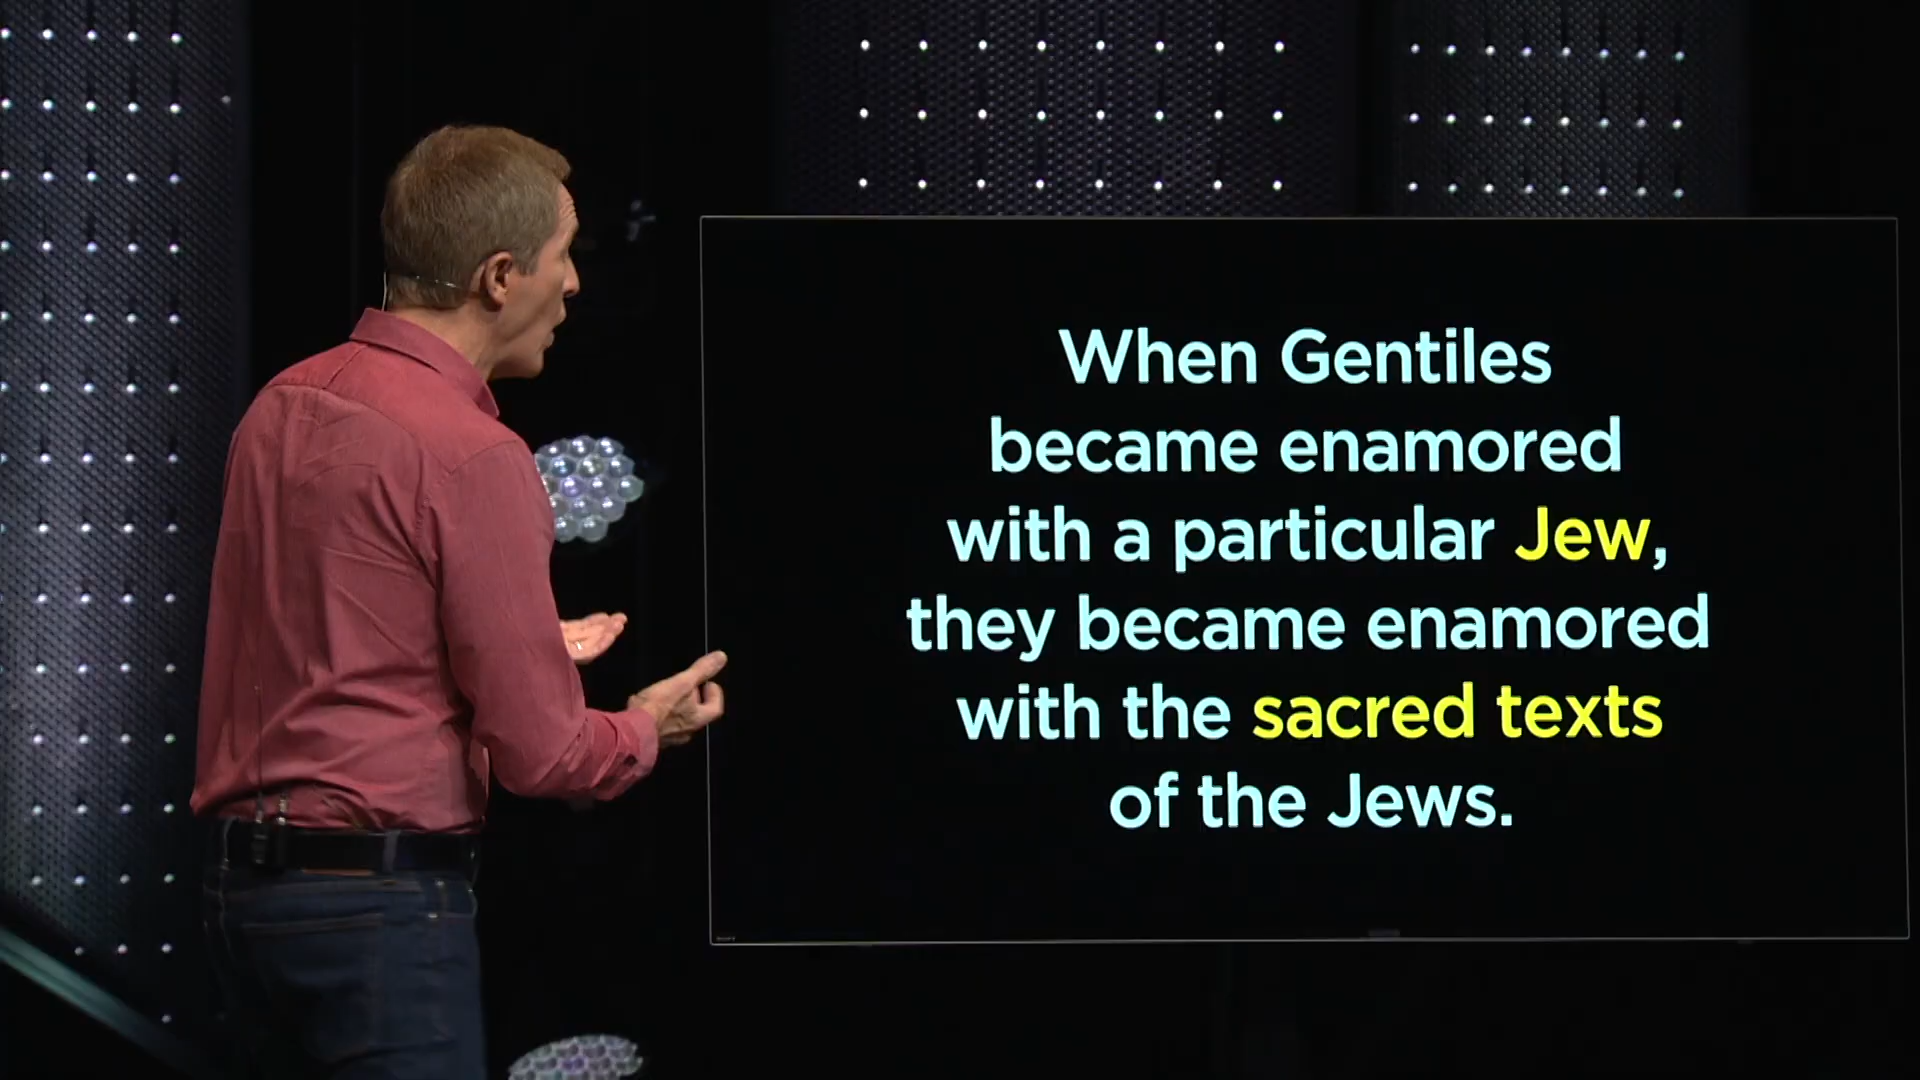 When Gentiles
became enamored
with a particular Jew,
they became enamored
with the sacred texts
of the Jews.